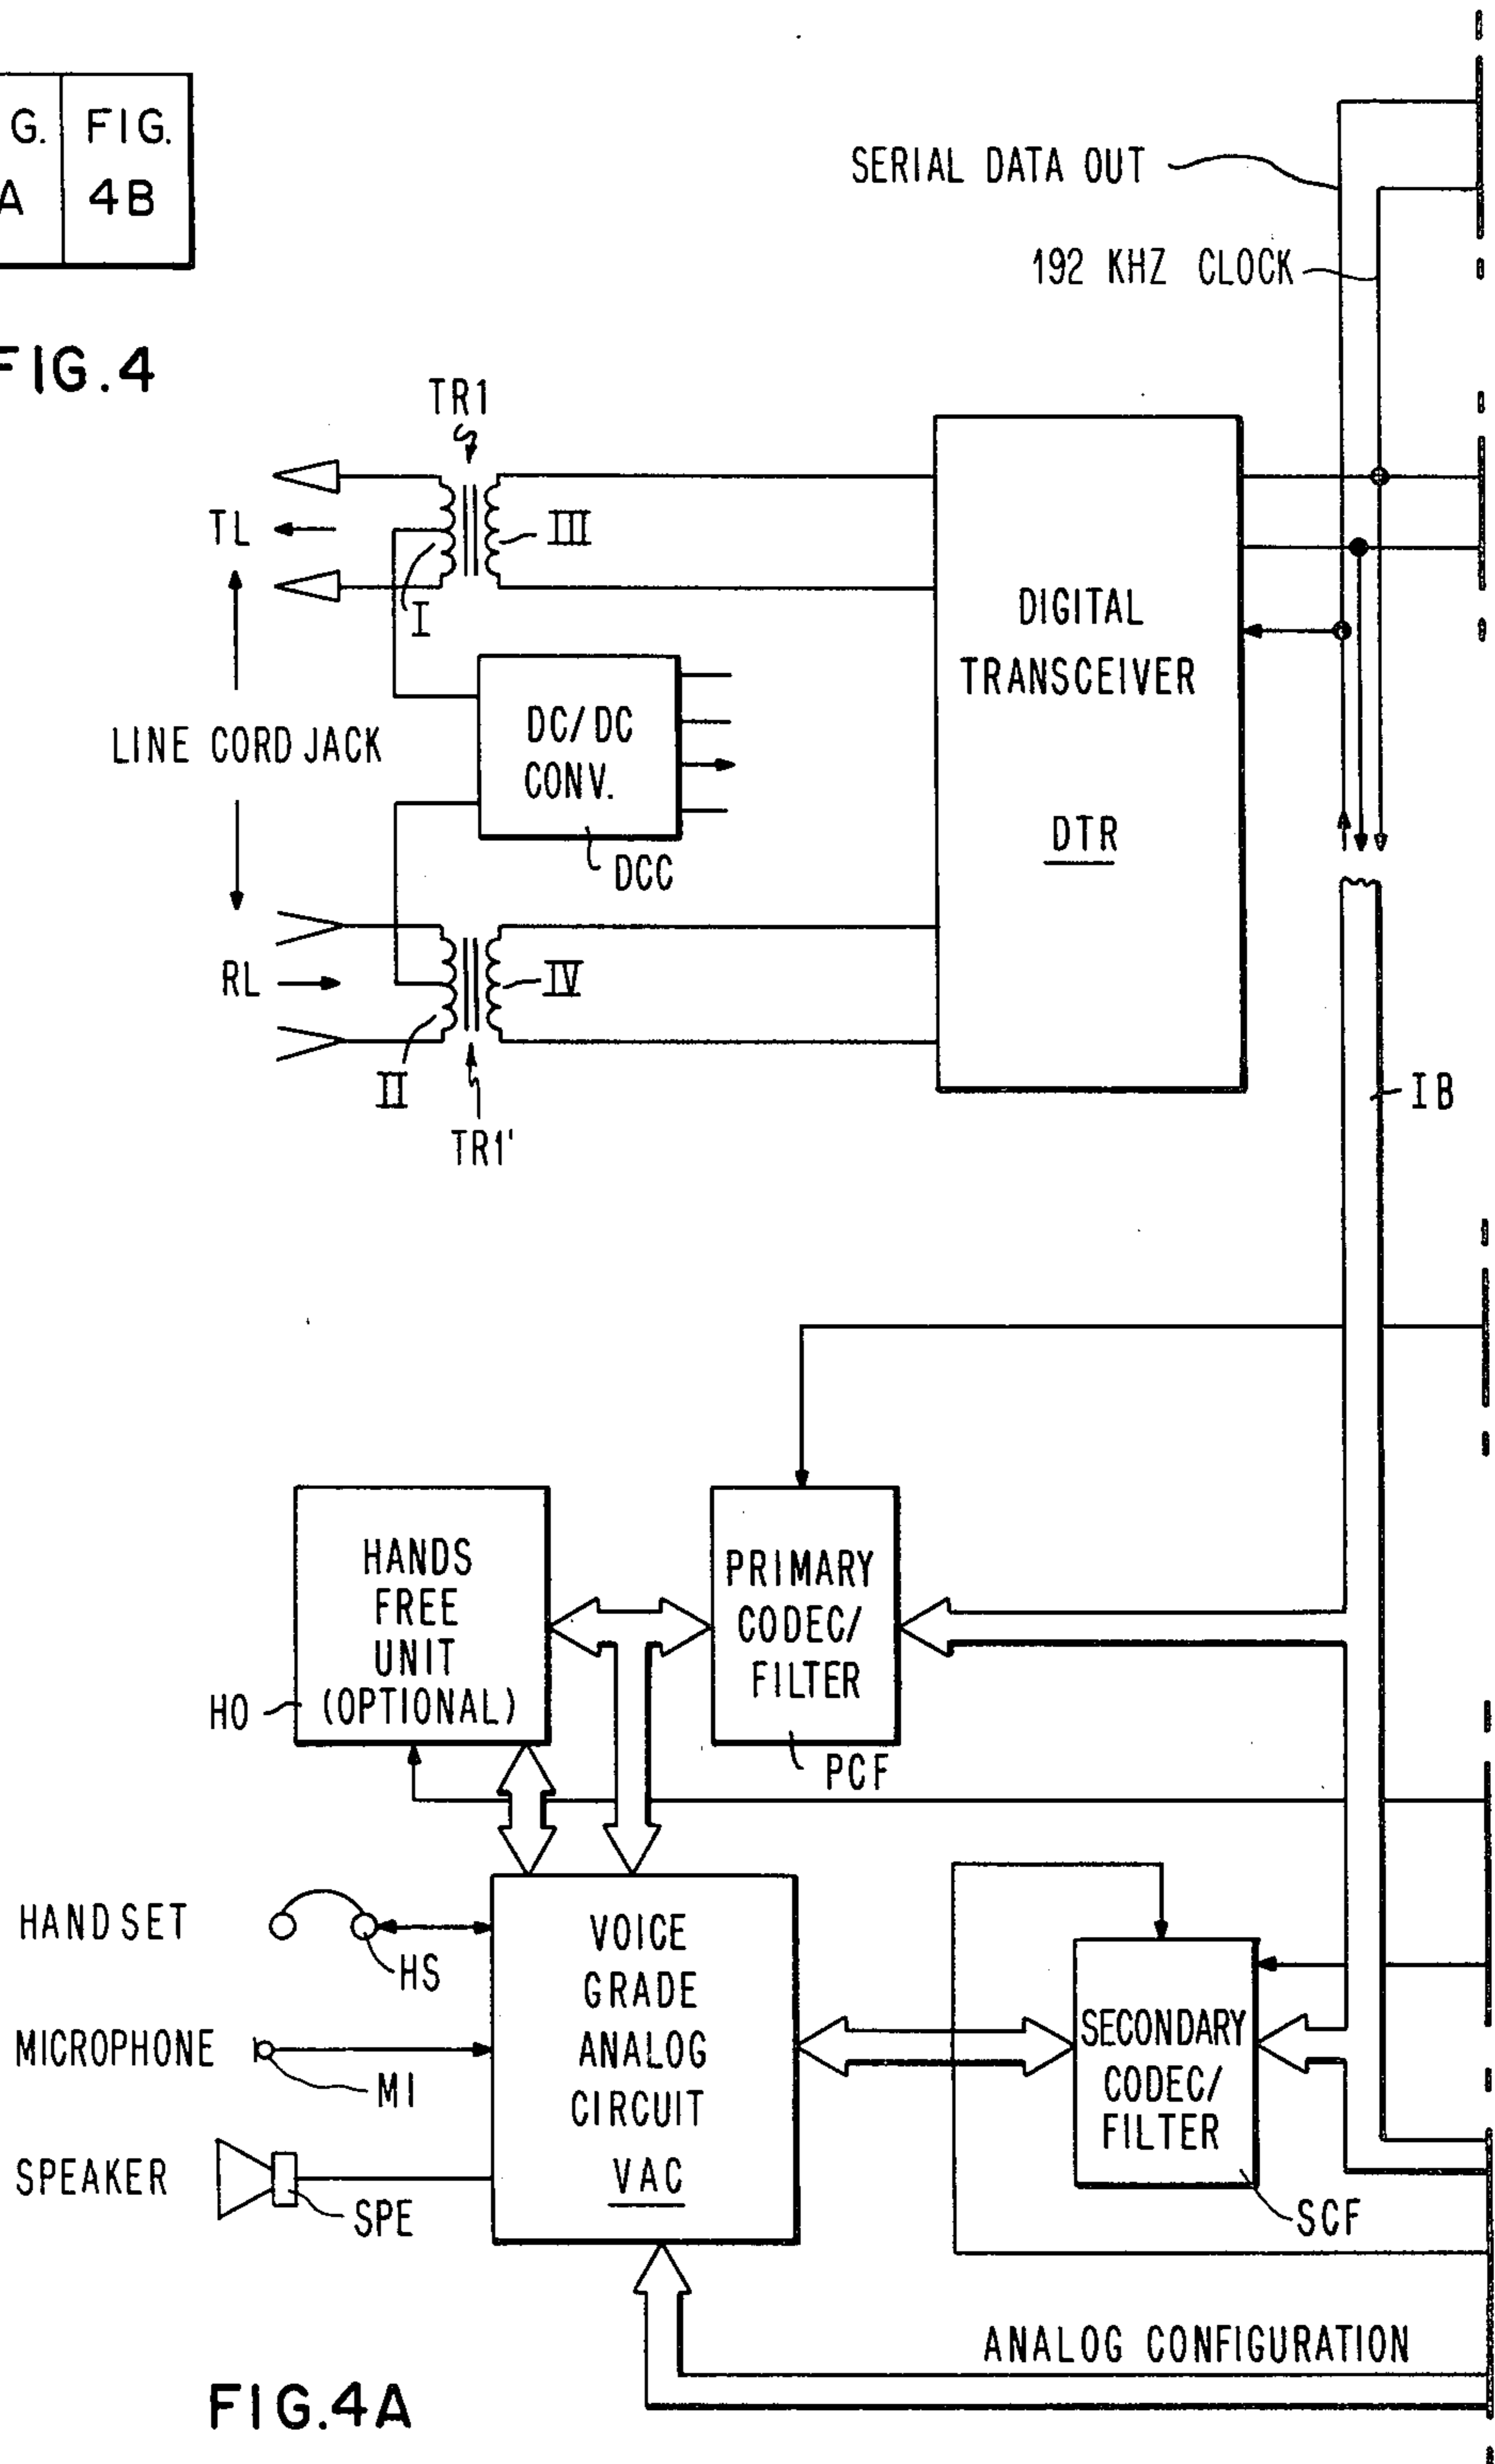 G. FIG.
A 4B
FIG.4
SERIAL DATA OUT
192 KHZ CLOCK
TR1
TL
III
I
LINE CORD JACK
DC/DC
CONV.
DCC
DIGITAL
TRANSCEIVER
DTR
RL
IV
II
TR1'
IB
HANDS
FREE
UNIT
(OPTIONAL)
HO
PRIMARY
CODEC/
FILTER
PCF
HANDSET
HS
MICROPHONE
MI
SPEAKER
SPE
VOICE
GRADE
ANALOG
CIRCUIT
VAC
SECONDARY
CODEC/
FILTER
SCF
ANALOG CONFIGURATION
FIG.4A